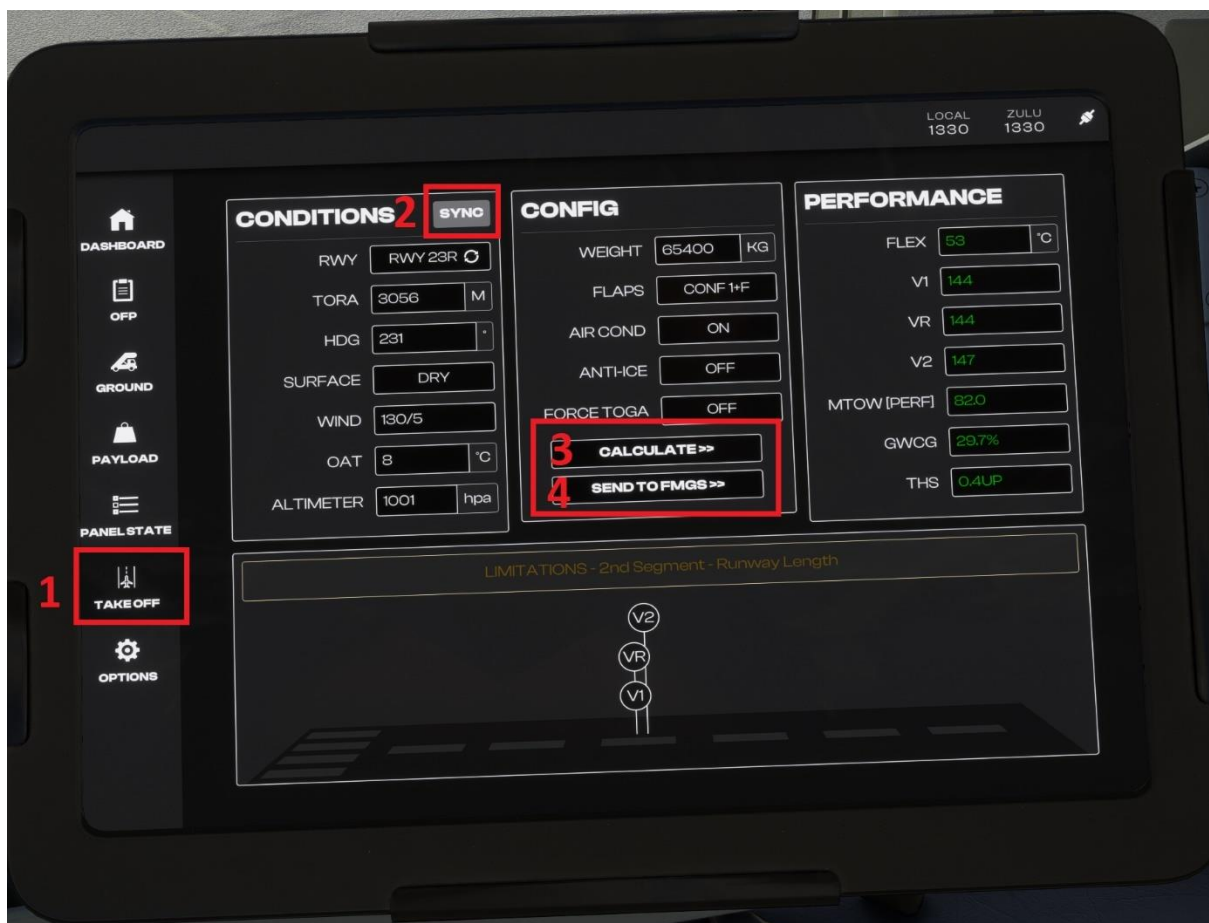 LOCAL ZULU
1330 1330
DASHBOARD
OFP
GROUND
PAYLOAD
PANEL STATE
1
TAKE OFF
OPTIONS
CONDITIONS 2 SYNC
RWY RWY 23R
TORA 3056 M
HDG 231 °
SURFACE DRY
WIND 130/5
OAT 8 °C
ALTIMETER 1001 hpa
CONFIG
WEIGHT 65400 KG
FLAPS CONF 1+F
AIR COND ON
ANTI-ICE OFF
FORCE TOGA OFF
3 CALCULATE >>
4 SEND TO FMGS >>
PERFORMANCE
FLEX 53 °C
V1 144
VR 144
V2 147
MTOW [PERF] 82.0
GWCG 29.7%
THS 0.4UP
LIMITATIONS - 2nd Segment - Runway Length
V2
VR
V1